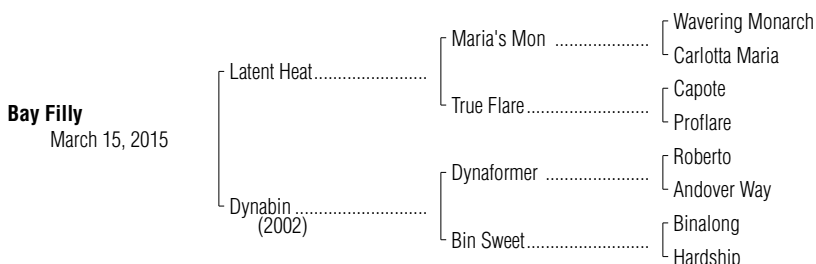 Bay Filly
March 15, 2015
Latent Heat..........................
Dynabin ..............................
(2002)
Maria's Mon ......................
True Flare............................
Dynaformer ........................
Bin Sweet............................
Wavering Monarch
Carlotta Maria
Capote
Proflare
Roberto
Andover Way
Binalong
Hardship